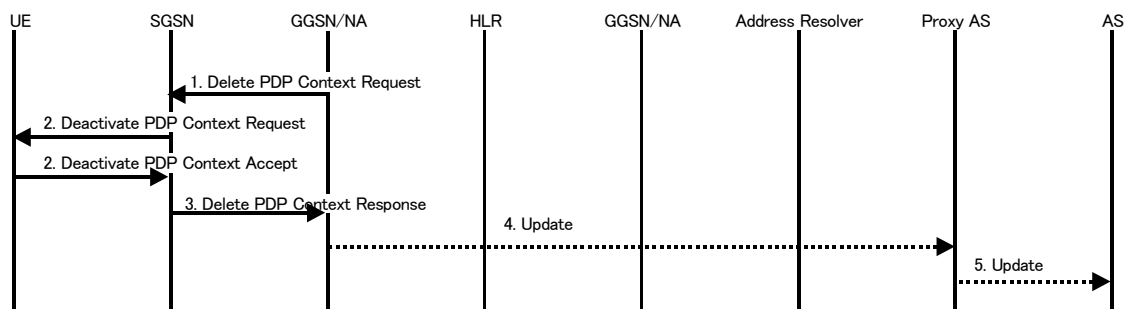 UE SGSN GGSN/NA HLR GGSN/NA Address Resolver Proxy AS AS
1. Delete PDP Context Request
2. Deactivate PDP Context Request
2. Deactivate PDP Context Accept
3. Delete PDP Context Response
4. Update
5. Update